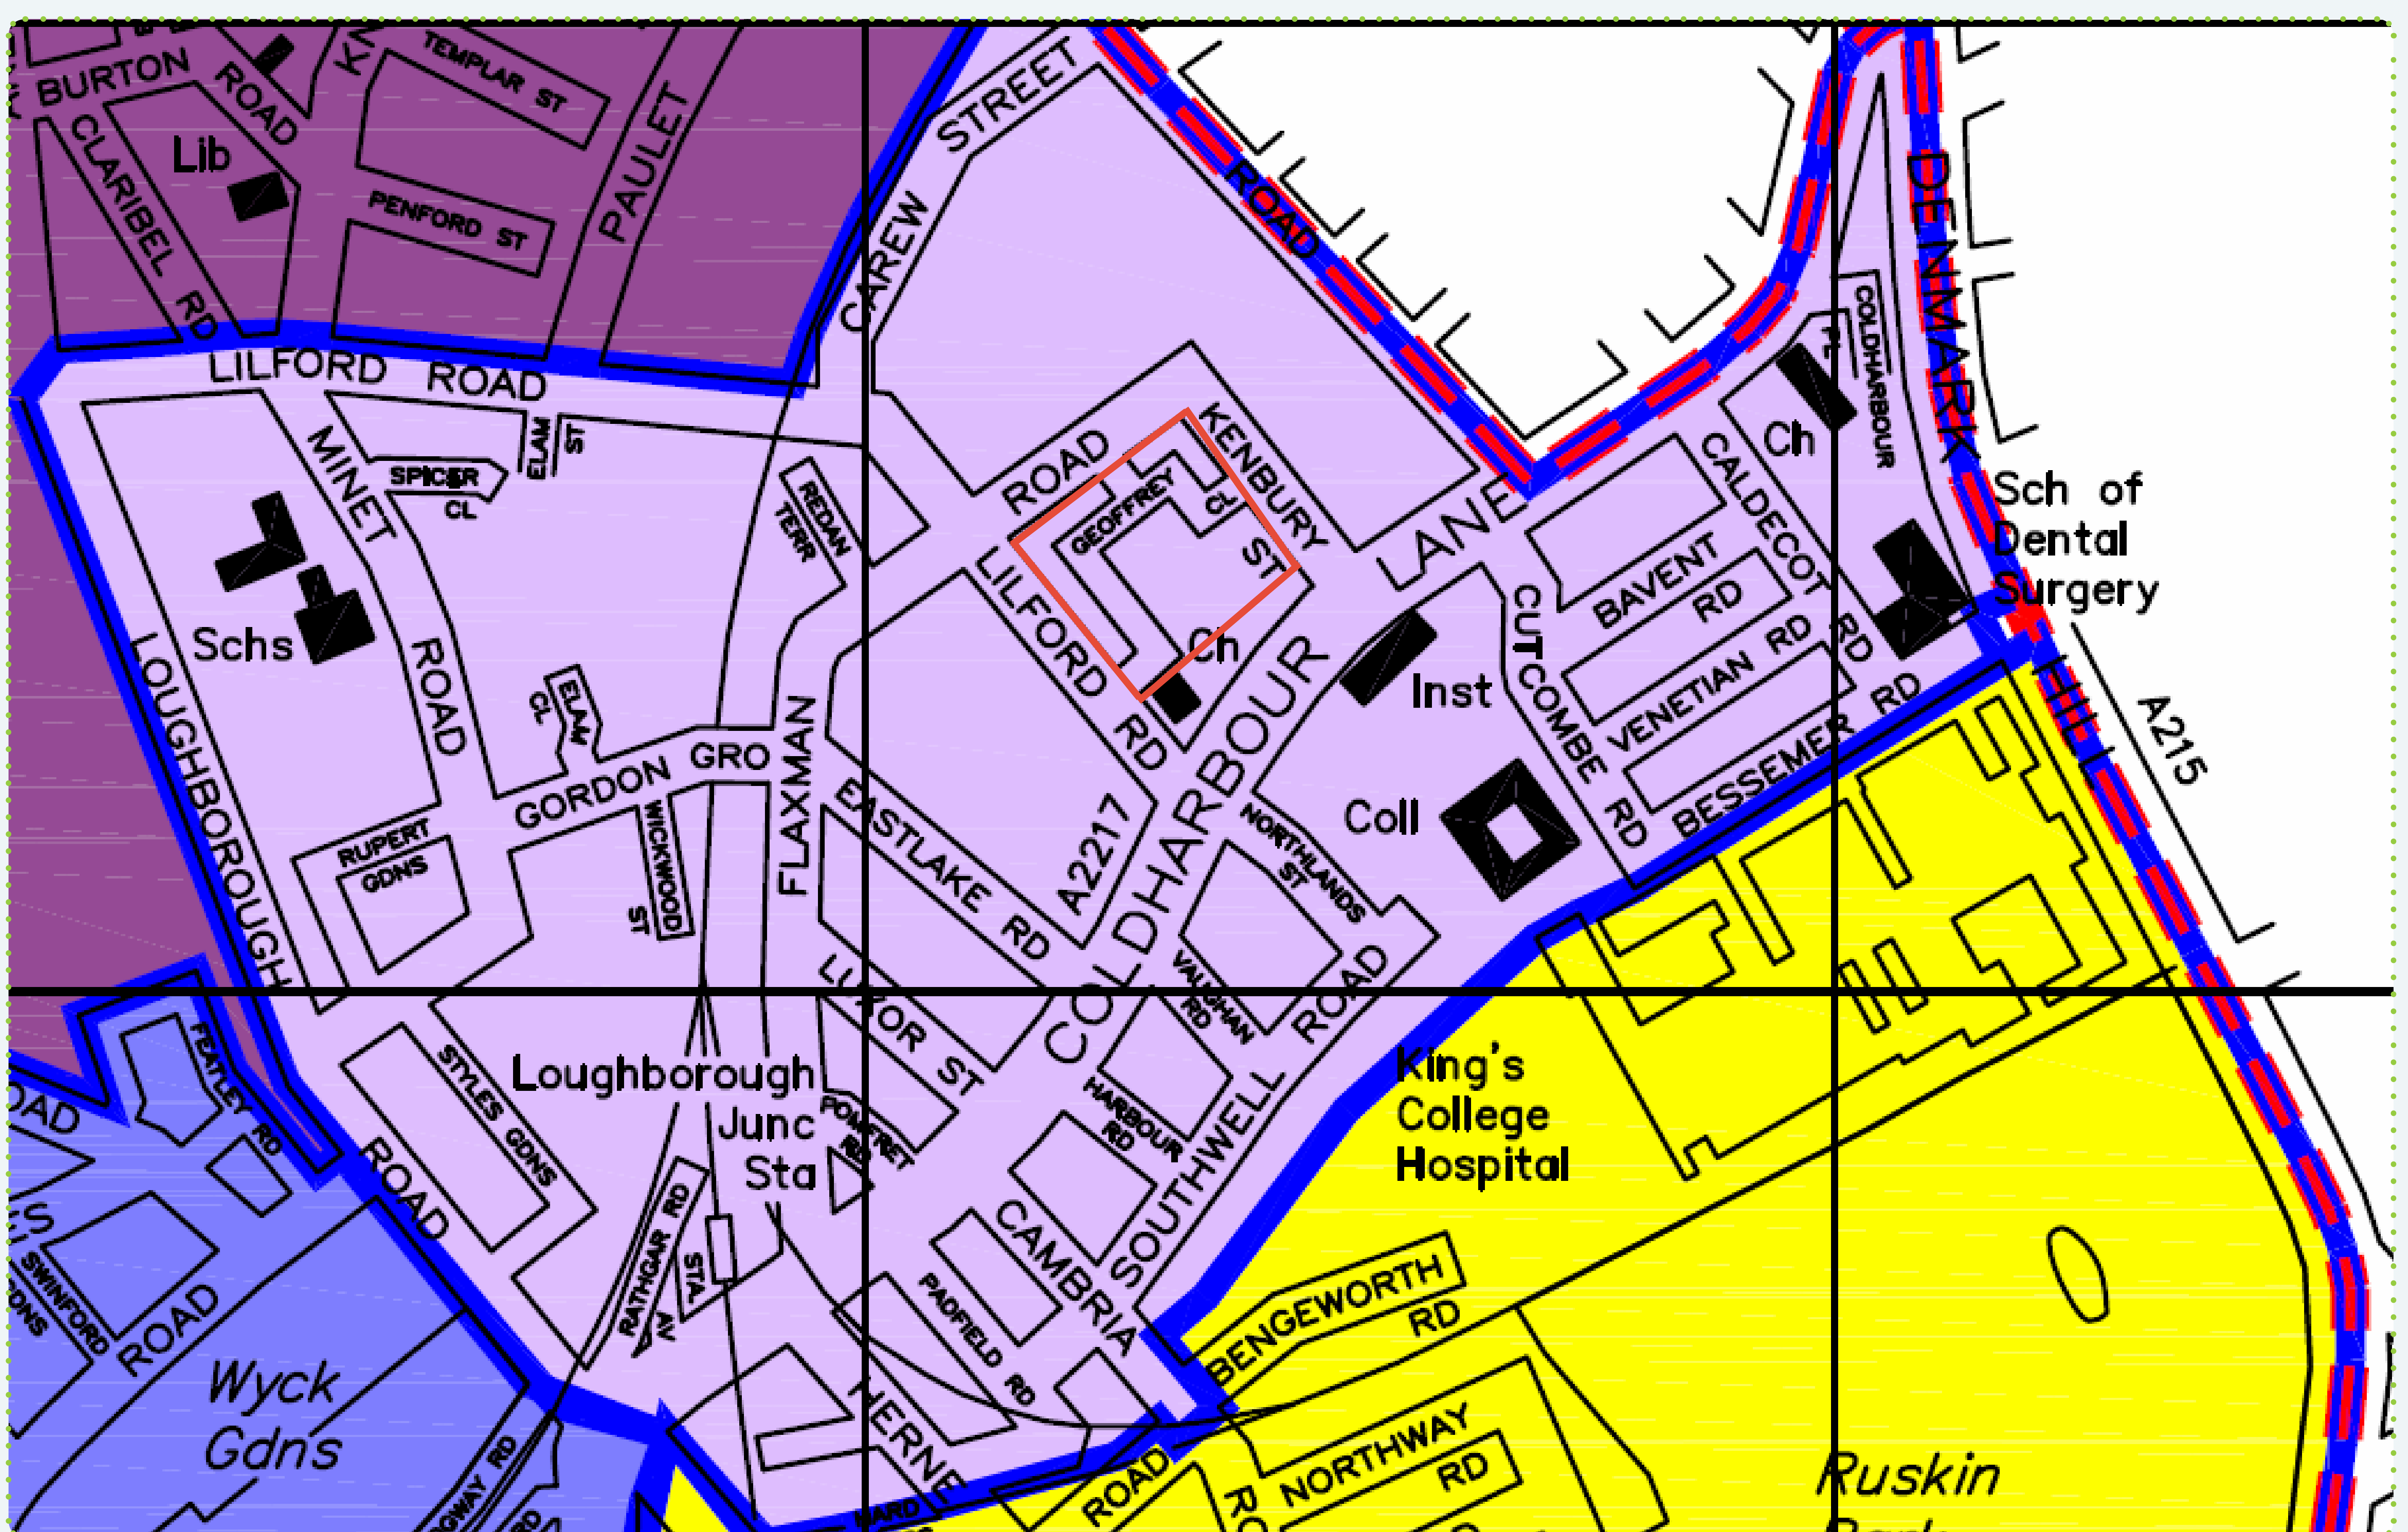 BURTON
ROAD
TEMPLAR ST
CLARIBEL RD
Lib
PENFORD ST
PAULET
CAREW
STREET
ROAD
DENMARK
HILL
COLDHARBOUR
PL
Ch
CALDECOT RD
Sch of
Dental
Surgery
A215
LILFORD ROAD
MINET
ROAD
SPICER
CL
ELAM
ST
REDAN
TERR
ROAD
GEOFFREY
CL
KENBURY
ST
LANE
Ch
LILFORD RD
Inst
CUTCOMBE RD
BAVENT
RD
VENETIAN RD
BESSEMER RD
Schs
LOUGHBOROUGH
ROAD
ELAM
CL
GORDON GRO
RUPERT
GDNS
WICKWOOD
ST
FLAXMAN
EASTLAKE RD
A2217
COLDHARBOUR
Coll
NORTHLANDS
ST
VAUGHAN
RD
SOUTHWELL ROAD
LUXOR ST
HARBOUR
RD
King's
College
Hospital
Loughborough
Junc
Sta
POMFRET
RD
FEATLEY RD
STYLES GDNS
RATHGAR RD
STA
AV
CAMBRIA
ROAD
PADFIELD RD
HERNE
BENGEWORTH
RD
NORTHWAY
RD
SWINFORD
GDNS
ROAD
Wyck
Gdns
Ruskin